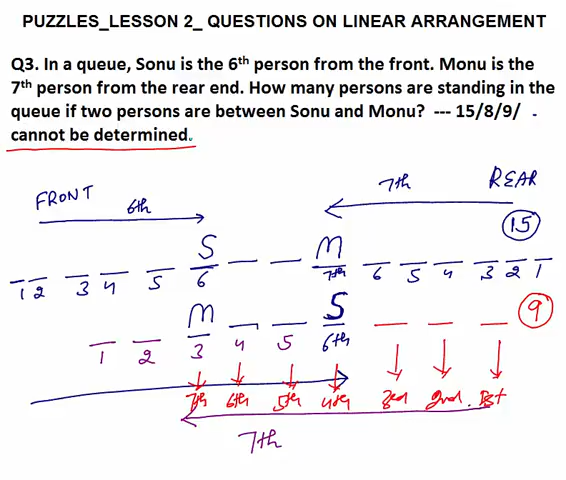 PUZZLES_LESSON 2_ QUESTIONS ON LINEAR ARRANGEMENT
Q3. In a queue, Sonu is the 6th person from the front. Monu is the
7th person from the rear end. How many persons are standing in the
queue if two persons are between Sonu and Monu? --- 15/8/9/ .
cannot be determined.
FRONT 7th REAR
6th
15
S M
1 2 3 4 5 6 7th 6 5 4 3 2 1
M S 9
1 2 3 4 5 6th
7th 6th 5th 4th 3rd 2nd. 1st
7th